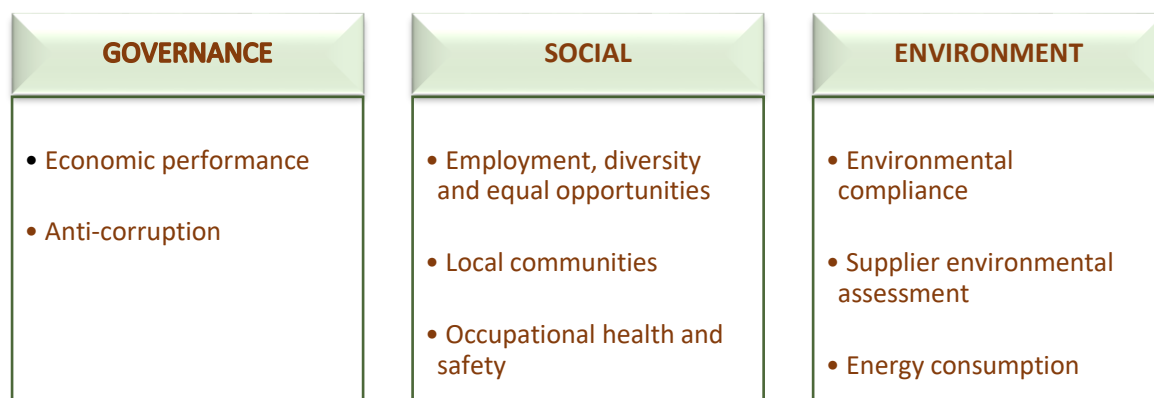 GOVERNANCE
• Economic performance
• Anti-corruption
SOCIAL
• Employment, diversity
and equal opportunities
• Local communities
• Occupational health and
safety
ENVIRONMENT
• Environmental
compliance
• Supplier environmental
assessment
• Energy consumption